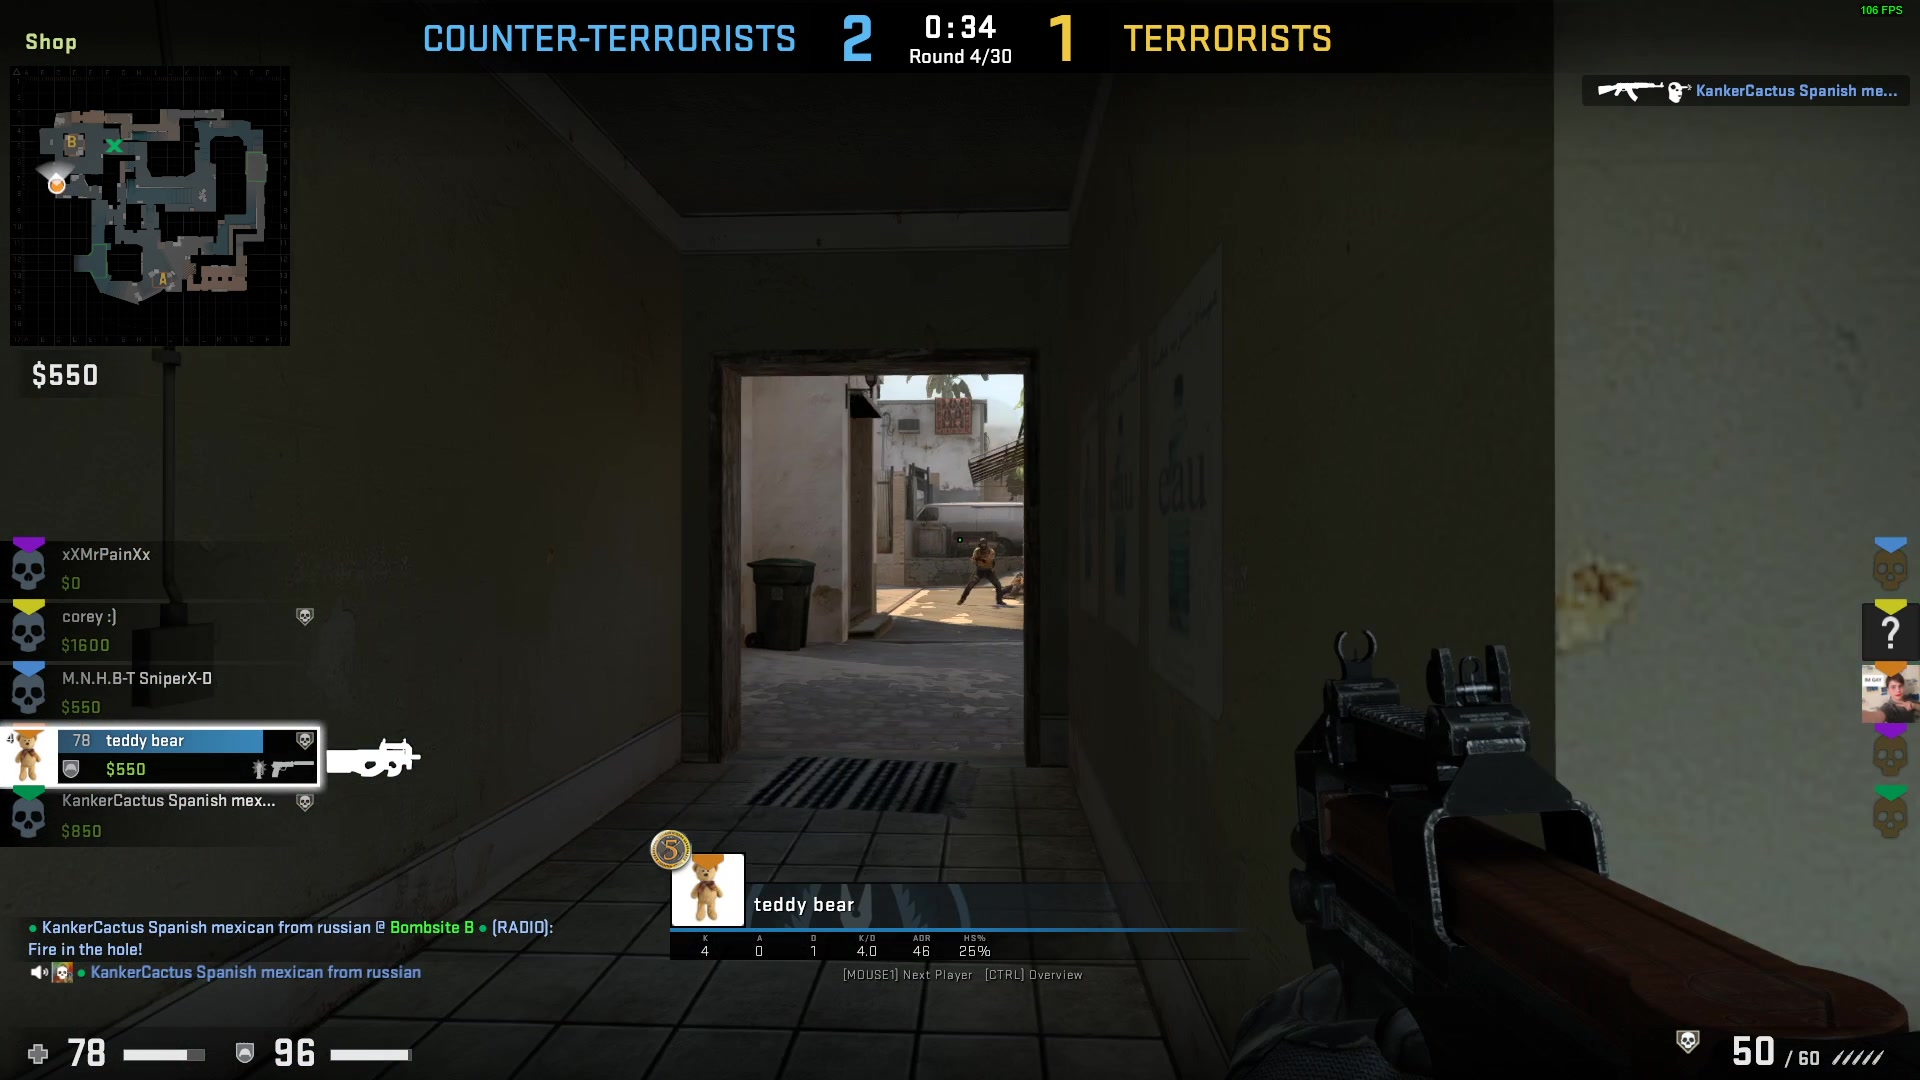 106 FPS
Shop
COUNTER-TERRORISTS 2 0:34 1 TERRORISTS
Round 4/30
KankerCactus Spanish me...
B
A
$550
eau
eau
xXMrPainXx
$0
corey :)
$1600
M.N.H.B-T SniperX-D
$550
4
78 teddy bear
$550
KankerCactus Spanish mex...
$850
?
5
teddy bear
K A D K/D ADR HS%
4 0 1 4.0 46 25%
[MOUSE1] Next Player [CTRL] Overview
● KankerCactus Spanish mexican from russian @ Bombsite B ● (RADIO):
Fire in the hole!
● KankerCactus Spanish mexican from russian
78 96
50 / 60